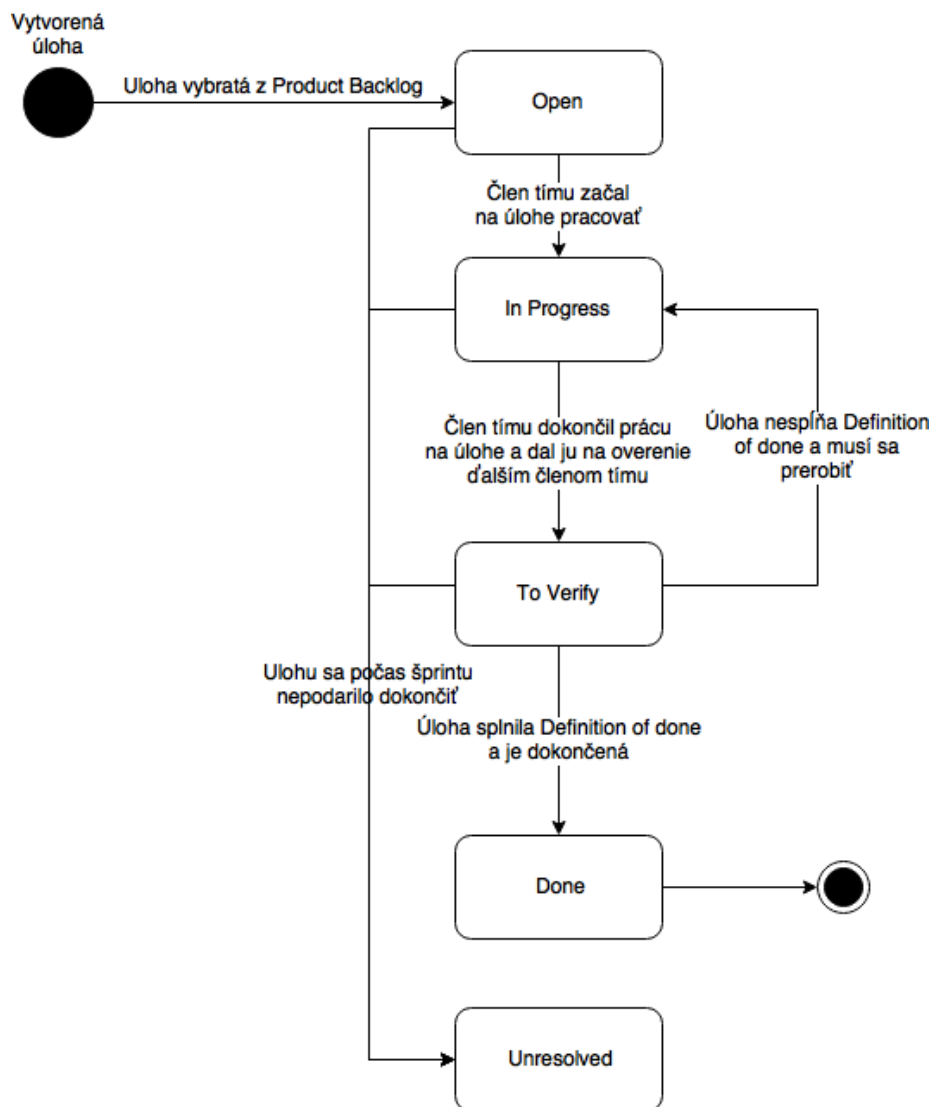 Vytvorená
úloha
Uloha vybratá z Product Backlog
Open
Člen tímu začal
na úlohe pracovať
In Progress
Člen tímu dokončil prácu
na úlohe a dal ju na overenie
ďalším členom tímu
Úloha nespĺňa Definition
of done a musí sa
prerobiť
To Verify
Ulohu sa počas šprintu
nepodarilo dokončiť
Úloha splnila Definition of done
a je dokončená
Done
Unresolved